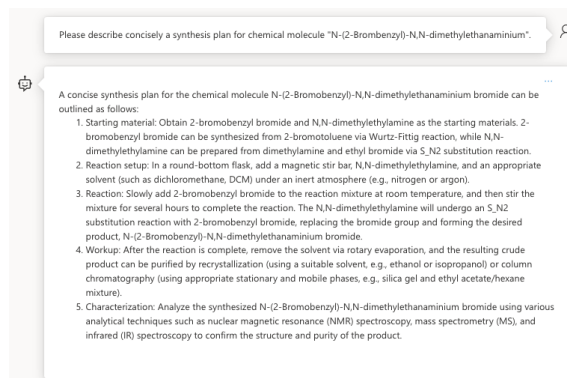 Please describe concisely a synthesis plan for chemical molecule "N-(2-Brombenzyl)-N,N-dimethylethanaminium".
...
A concise synthesis plan for the chemical molecule N-(2-Bromobenzyl)-N,N-dimethylethanaminium bromide can be
outlined as follows:
1. Starting material: Obtain 2-bromobenzyl bromide and N,N-dimethylethylamine as the starting materials. 2-
bromobenzyl bromide can be synthesized from 2-bromotoluene via Wurtz-Fittig reaction, while N,N-
dimethylethylamine can be prepared from dimethylamine and ethyl bromide via S_N2 substitution reaction.
2. Reaction setup: In a round-bottom flask, add a magnetic stir bar, N,N-dimethylethylamine, and an appropriate
solvent (such as dichloromethane, DCM) under an inert atmosphere (e.g., nitrogen or argon).
3. Reaction: Slowly add 2-bromobenzyl bromide to the reaction mixture at room temperature, and then stir the
mixture for several hours to complete the reaction. The N,N-dimethylethylamine will undergo an S_N2
substitution reaction with 2-bromobenzyl bromide, replacing the bromide group and forming the desired
product, N-(2-Bromobenzyl)-N,N-dimethylethanaminium bromide.
4. Workup: After the reaction is complete, remove the solvent via rotary evaporation, and the resulting crude
product can be purified by recrystallization (using a suitable solvent, e.g., ethanol or isopropanol) or column
chromatography (using appropriate stationary and mobile phases, e.g., silica gel and ethyl acetate/hexane
mixture).
5. Characterization: Analyze the synthesized N-(2-Bromobenzyl)-N,N-dimethylethanaminium bromide using various
analytical techniques such as nuclear magnetic resonance (NMR) spectroscopy, mass spectrometry (MS), and
infrared (IR) spectroscopy to confirm the structure and purity of the product.